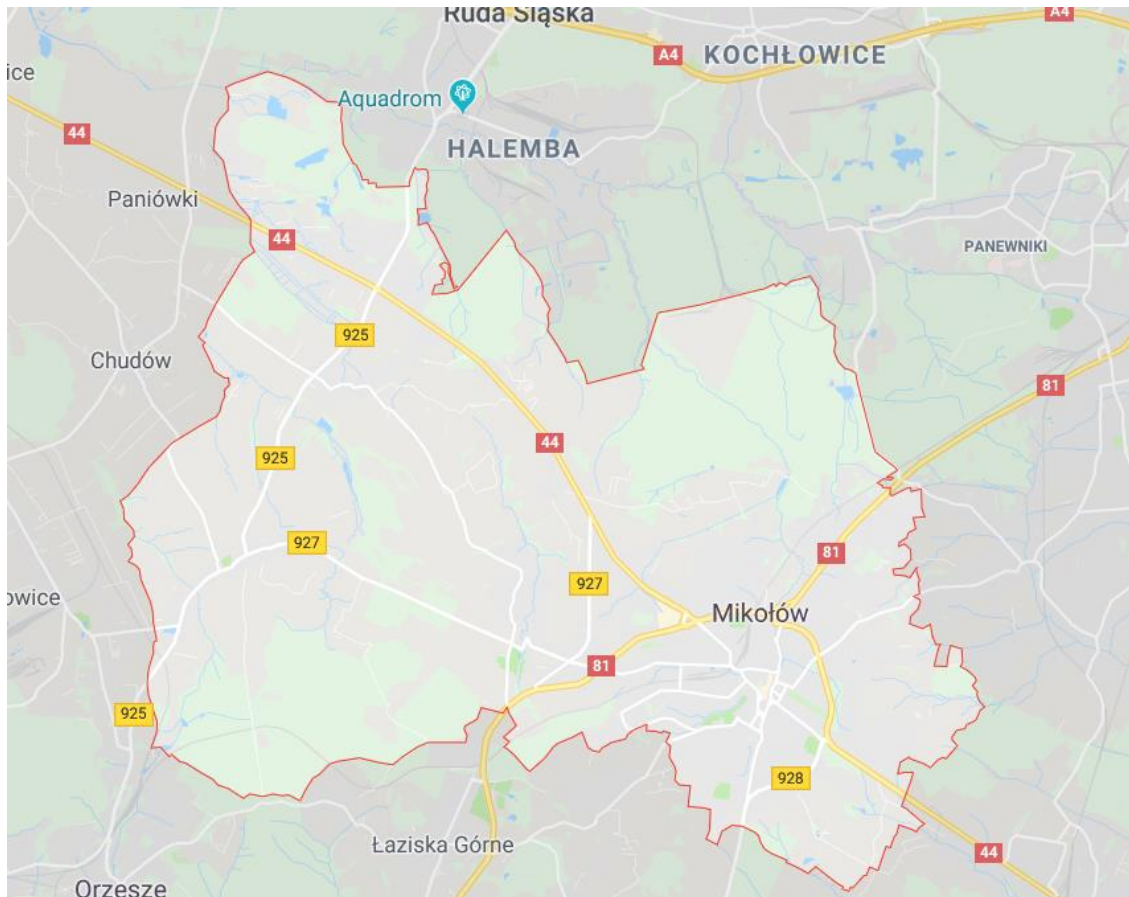 Ruda Śląska
A4
A4
KOCHŁOWICE
ice
Aquadrom
44
HALEMBA
Paniówki
44
PANEWNIKI
925
Chudów
81
44
925
927
81
927
owice
Mikołów
81
925
928
Łaziska Górne
44
Orzesze